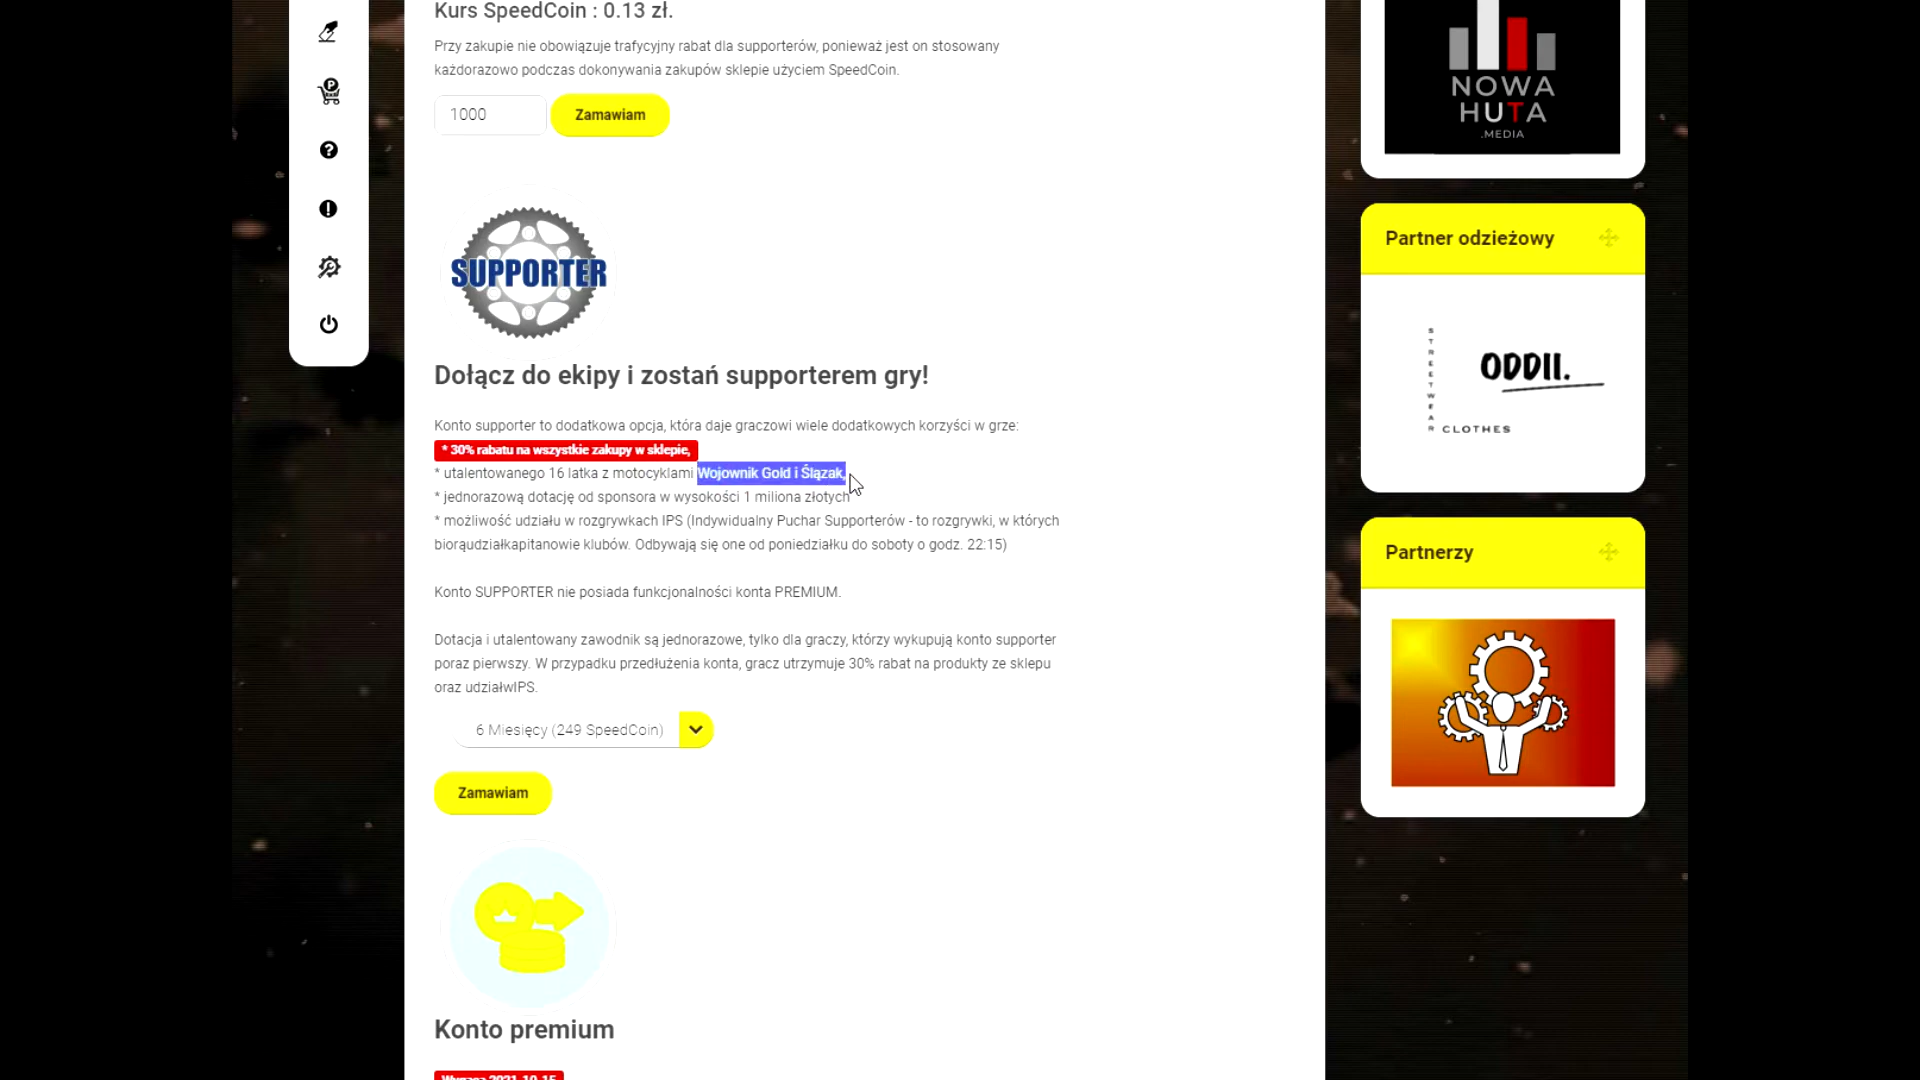 Kurs SpeedCoin : 0.13 zł.
Przy zakupie nie obowiązuje trafycyjny rabat dla supporterów, ponieważ jest on stosowany
każdorazowo podczas dokonywania zakupów sklepie użyciem SpeedCoin.
1000
Zamawiam
SUPPORTER
Dołącz do ekipy i zostań supporterem gry!
Konto supporter to dodatkowa opcja, która daje graczowi wiele dodatkowych korzyści w grze:
* 30% rabatu na wszystkie zakupy w sklepie,
* utalentowanego 16 latka z motocyklami Wojownik Gold i Ślązak,
* jednorazową dotację od sponsora w wysokości 1 miliona złotych
* możliwość udziału w rozgrywkach IPS (Indywidualny Puchar Supporterów - to rozgrywki, w których
biorąudziałkapitanowie klubów. Odbywają się one od poniedziałku do soboty o godz. 22:15)
Konto SUPPORTER nie posiada funkcjonalności konta PREMIUM.
Dotacja i utalentowany zawodnik są jednorazowe, tylko dla graczy, którzy wykupują konto supporter
poraz pierwszy. W przypadku przedłużenia konta, gracz utrzymuje 30% rabat na produkty ze sklepu
oraz udziałwIPS.
6 Miesięcy (249 SpeedCoin)
Zamawiam
Konto premium
Wygasa 2021-10-15
NOWA
HUTA
.MEDIA
Partner odzieżowy
STREETWEAR
ODDII.
CLOTHES
Partnerzy